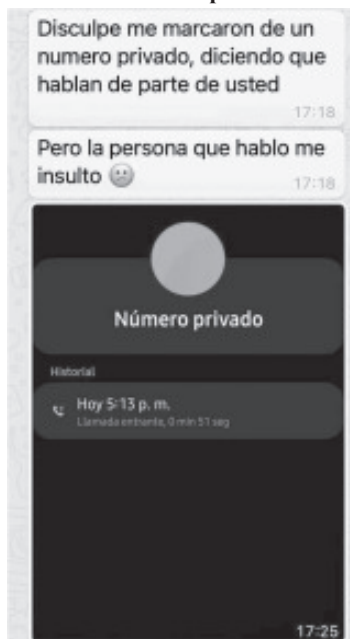 Disculpe me marcaron de un
numero privado, diciendo que
hablan de parte de usted
17:18
Pero la persona que hablo me
insulto 😕
17:18
Número privado
Historial
Hoy 5:13 p. m.
Llamada entrante, 0 min 51 seg
17:25